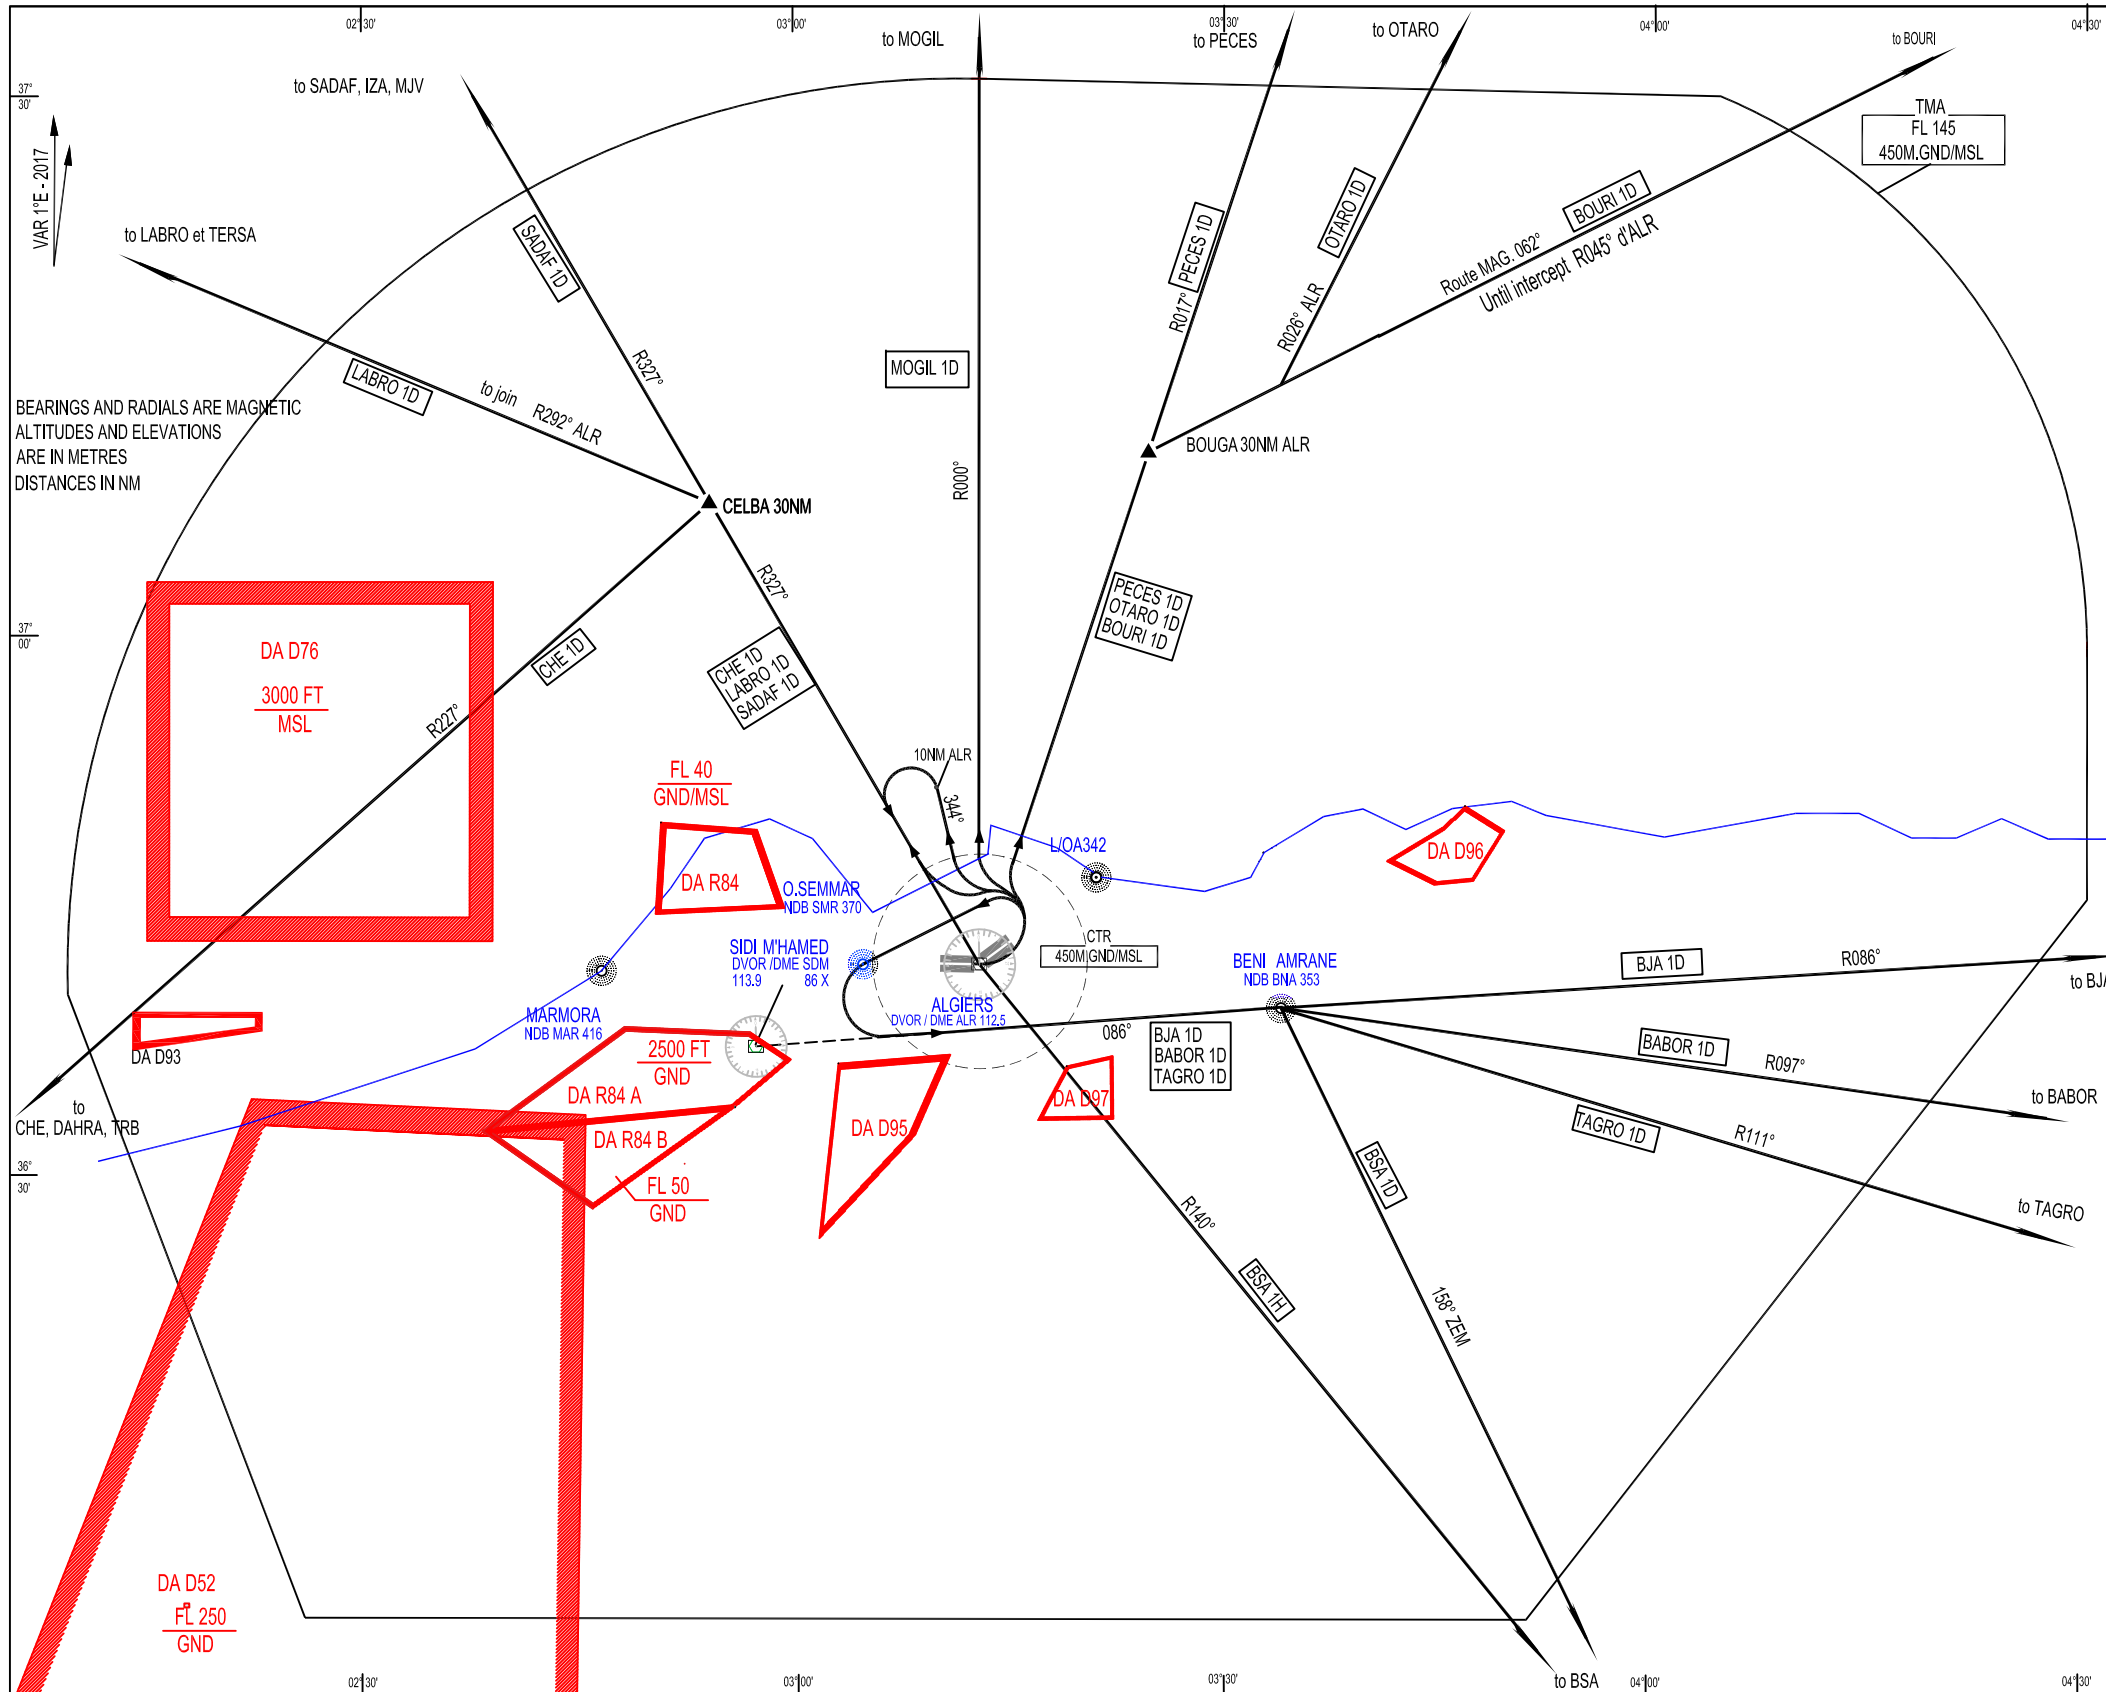 02°30'
03°00'
03°30'
04°00'
04°30'
to MOGIL
to PECES
to OTARO
to BOURI
37°
30'
to SADAF, IZA, MJV
TMA
FL 145
450M.GND/MSL
VAR 1°E - 2017
to LABRO et TERSA
SADAF 1D
PECES 1D
R017°
OTARO 1D
R026° ALR
BOURI 1D
Route MAG. 062°
Until intercept R045° d'ALR
R327°
MOGIL 1D
LABRO 1D
to join R292° ALR
BEARINGS AND RADIALS ARE MAGNETIC
ALTITUDES AND ELEVATIONS
ARE IN METRES
DISTANCES IN NM
R000°
BOUGA 30NM ALR
CELBA 30NM
R327°
PECES 1D
OTARO 1D
BOURI 1D
37°
00'
DA D76
3000 FT
MSL
CHE 1D
R227°
CHE 1D
LABRO 1D
SADAF 1D
10NM ALR
344°
FL 40
GND/MSL
DA R84
L/OA342
DA D96
O.SEMMAR
NDB SMR 370
SIDI M'HAMED
DVOR /DME SDM
113.9 86 X
CTR
450M.GND/MSL
BENI AMRANE
NDB BNA 353
BJA 1D
R086°
to BJA
MARMORA
NDB MAR 416
ALGIERS
DVOR / DME ALR 112.5
086°
BJA 1D
BABOR 1D
TAGRO 1D
DA D93
2500 FT
GND
DA R84 A
DA R84 B
FL 50
GND
DA D95
DA D97
BABOR 1D
R097°
to BABOR
TAGRO 1D
R111°
to TAGRO
to
CHE, DAHRA, TRB
36°
30'
BSA 1D
R140°
BSA 1H
158° ZEM
DA D52
FL 250
GND
to BSA
02°30'
03°00'
03°30'
04°00'
04°30'